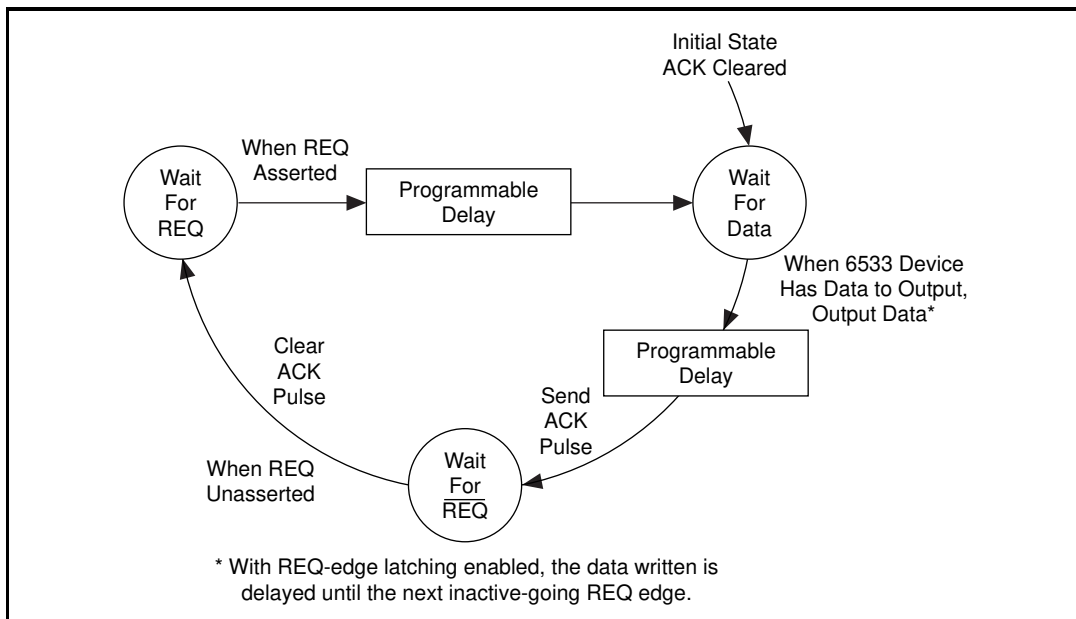 Initial State
ACK Cleared
When REQ
Asserted
Wait
For
REQ
Programmable
Delay
Wait
For
Data
When 6533 Device
Has Data to Output,
Output Data*
Programmable
Delay
Clear
ACK
Pulse
Send
ACK
Pulse
When REQ
Unasserted
Wait
For
REQ
* With REQ-edge latching enabled, the data written is
delayed until the next inactive-going REQ edge.